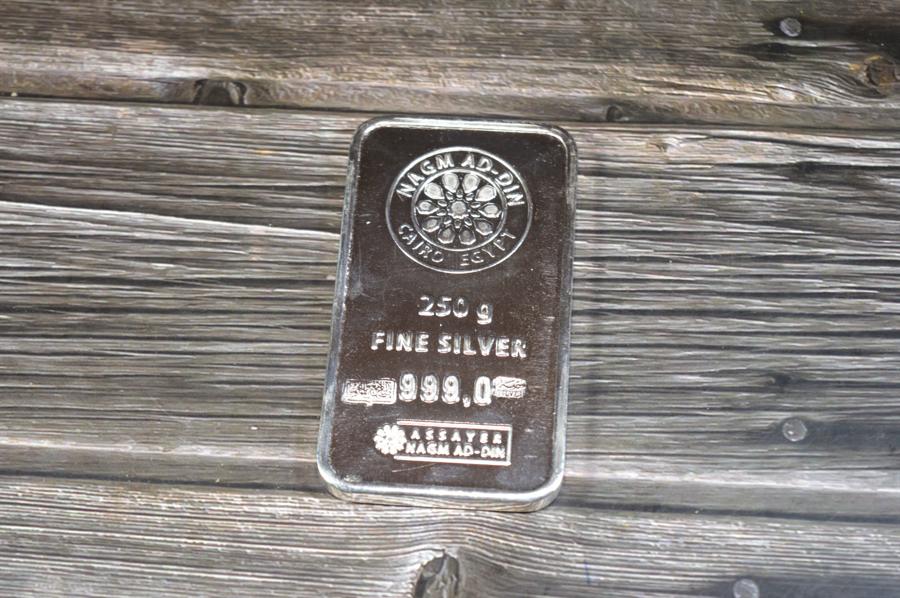 NAGM AD-DIN
CAIRO EGYPT
250 g
FINE SILVER
999,0
ASSAYER
NAGM AD-DIN